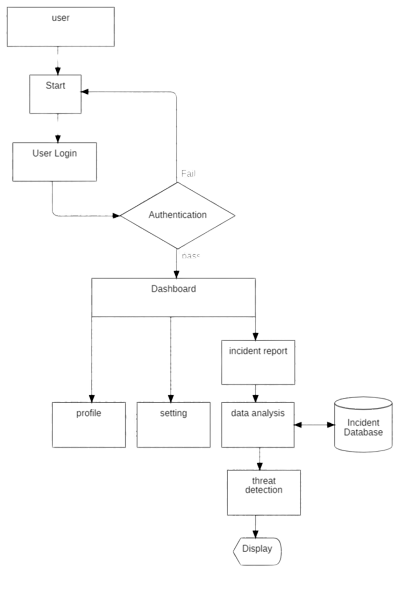 user
Start
User Login
Fail
Authentication
pass
Dashboard
incident report
profile
setting
data analysis
Incident
Database
threat
detection
Display